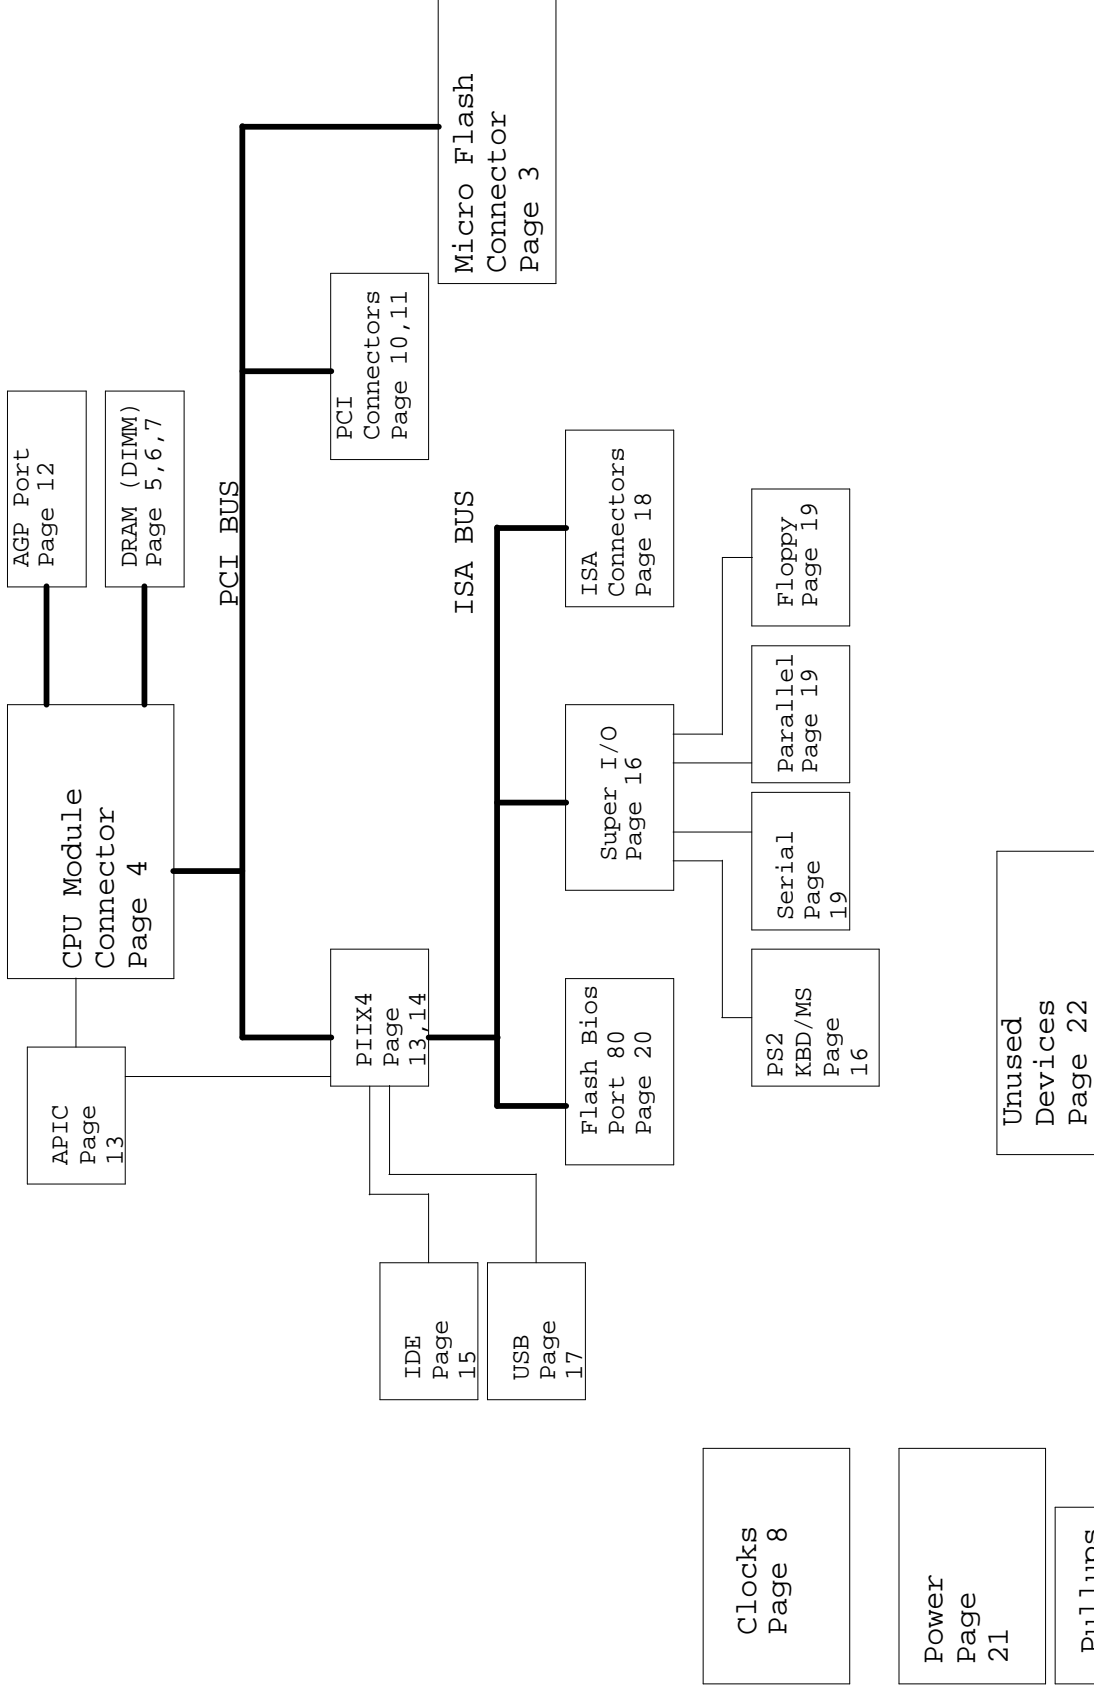 AGP Port
Page 12
DRAM (DIMM)
Page 5,6,7
CPU Module
Connector
Page 4
APIC
Page
13
PCI BUS
PIIX4
Page
13,14
PCI
Connectors
Page 10,11
Micro Flash
Connector
Page 3
IDE
Page
15
USB
Page
17
ISA BUS
Flash Bios
Port 80
Page 20
Super I/O
Page 16
ISA
Connectors
Page 18
PS2
KBD/MS
Page
16
Serial
Page
19
Parallel
Page 19
Floppy
Page 19
Clocks
Page 8
Power
Page
21
Unused
Devices
Page 22
Pullups